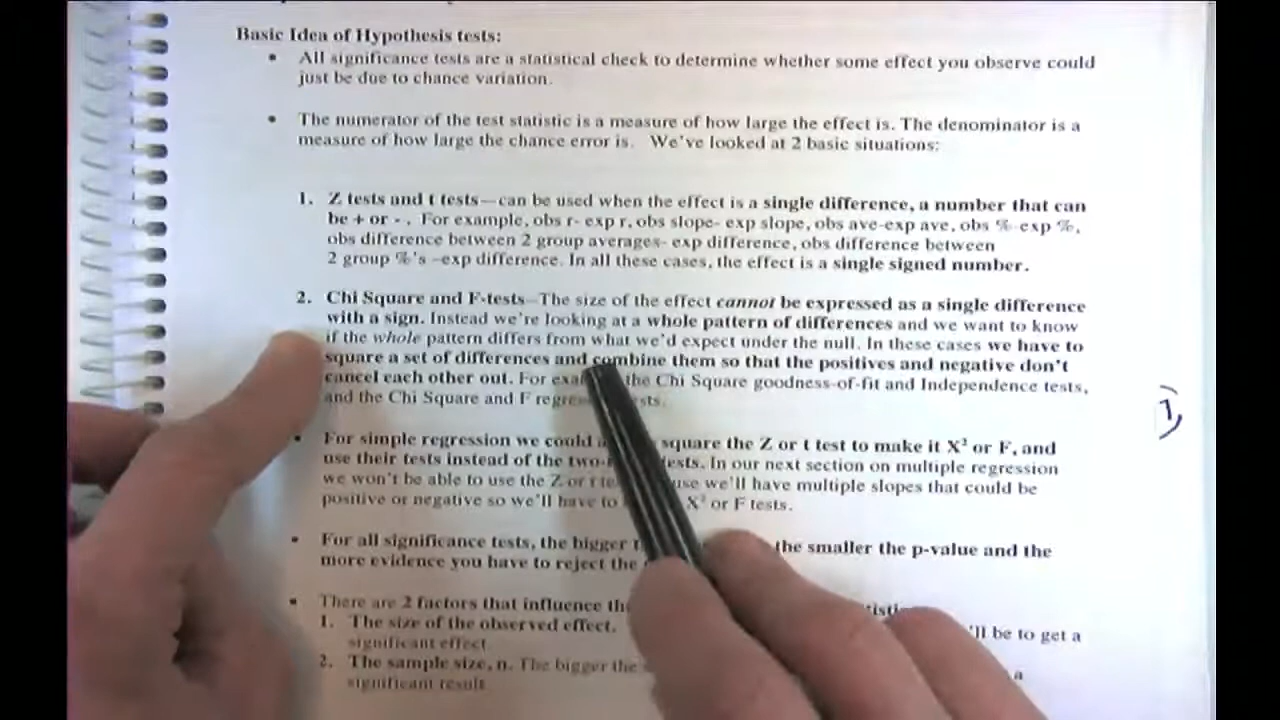 Basic Idea of Hypothesis tests:
• All significance tests are a statistical check to determine whether some effect you observe could
just be due to chance variation.
• The numerator of the test statistic is a measure of how large the effect is. The denominator is a
measure of how large the chance error is. We've looked at 2 basic situations:
1. Z tests and t tests—can be used when the effect is a single difference, a number that can
be + or - . For example, obs r- exp r, obs slope- exp slope, obs ave-exp ave, obs %-exp %,
obs difference between 2 group averages- exp difference, obs difference between
2 group %'s –exp difference. In all these cases, the effect is a single signed number.
2. Chi Square and F-tests–The size of the effect cannot be expressed as a single difference
with a sign. Instead we're looking at a whole pattern of differences and we want to know
if the whole pattern differs from what we'd expect under the null. In these cases we have to
square a set of differences and combine them so that the positives and negative don't
cancel each other out. For the Chi Square goodness-of-fit and Independence tests,
and the Chi Square and F
• For simple regression we could square the Z or t test to make it X² or F, and
use their tests instead of the In our next section on multiple regression
we won't be able to use the Z or t we'll have multiple slopes that could be
positive or negative so we'll have to X² or F tests.
• For all significance tests, the bigger the smaller the p-value and the
more evidence you have to reject the
• There are 2 factors that influence
1. The size of the observed effect. be to get a
significant effect
2. The sample size, n. The bigger the a
significant result